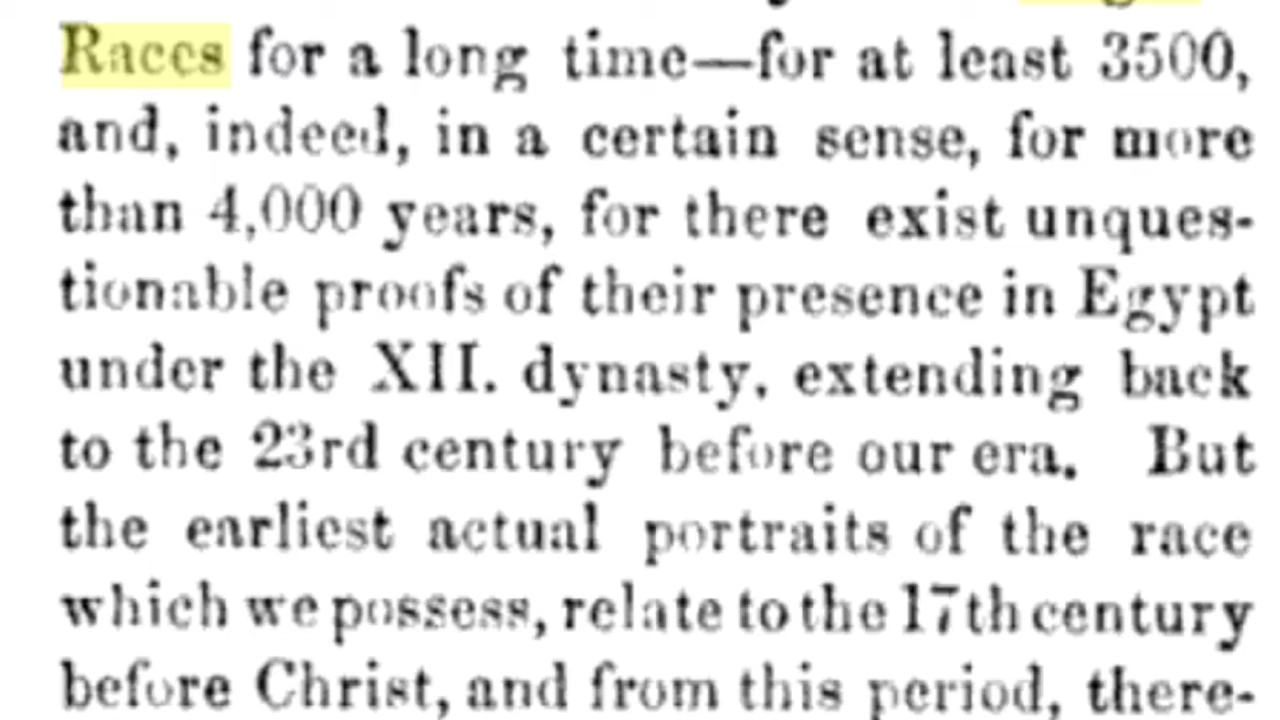 Races for a long time—for at least 3500,
and, indeed, in a certain sense, for more
than 4,000 years, for there exist unques-
tionable proofs of their presence in Egypt
under the XII. dynasty, extending back
to the 23rd century before our era. But
the earliest actual portraits of the race
which we possess, relate to the 17th century
before Christ, and from this period, there-